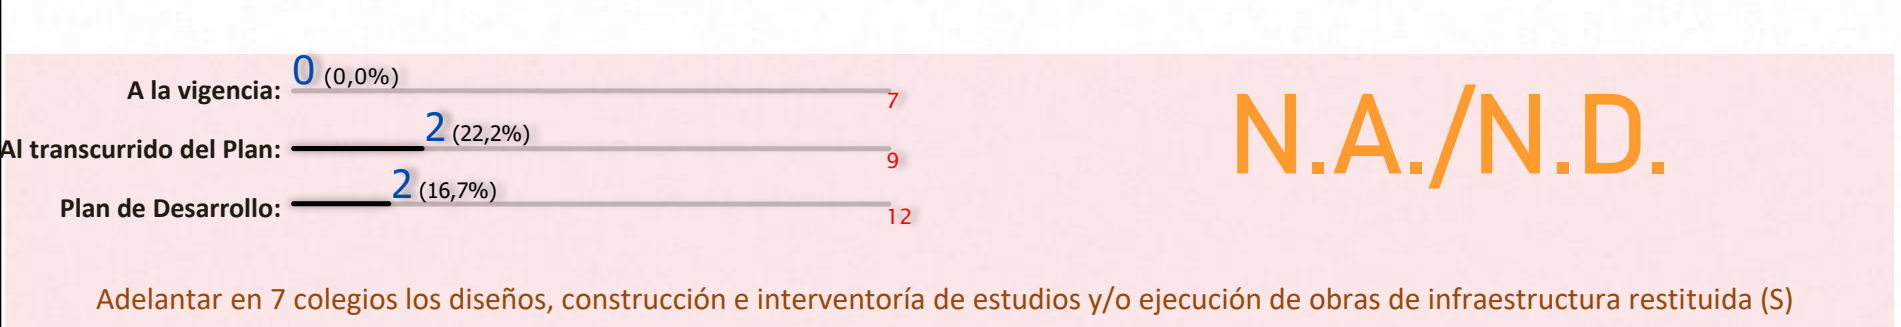 A la vigencia: 0 (0,0%) 7
Al transcurrido del Plan: 2 (22,2%) 9
Plan de Desarrollo: 2 (16,7%) 12
N.A./N.D.
Adelantar en 7 colegios los diseños, construcción e interventoría de estudios y/o ejecución de obras de infraestructura restituida (S)